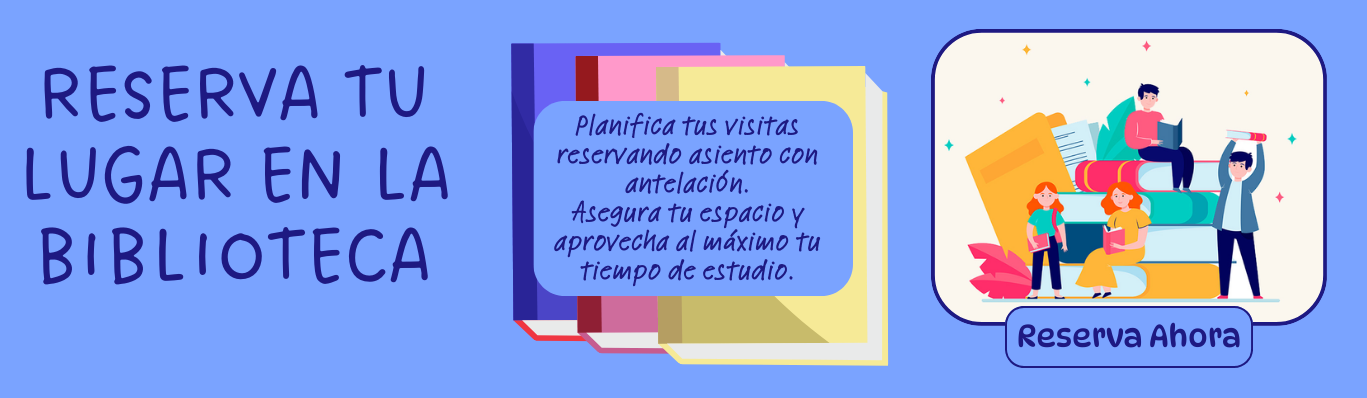 RESERVA TU
LUGAR EN LA
BIBLIOTECA
Planifica tus visitas
reservando asiento con
antelación.
Asegura tu espacio y
aprovecha al máximo tu
tiempo de estudio.
Reserva Ahora